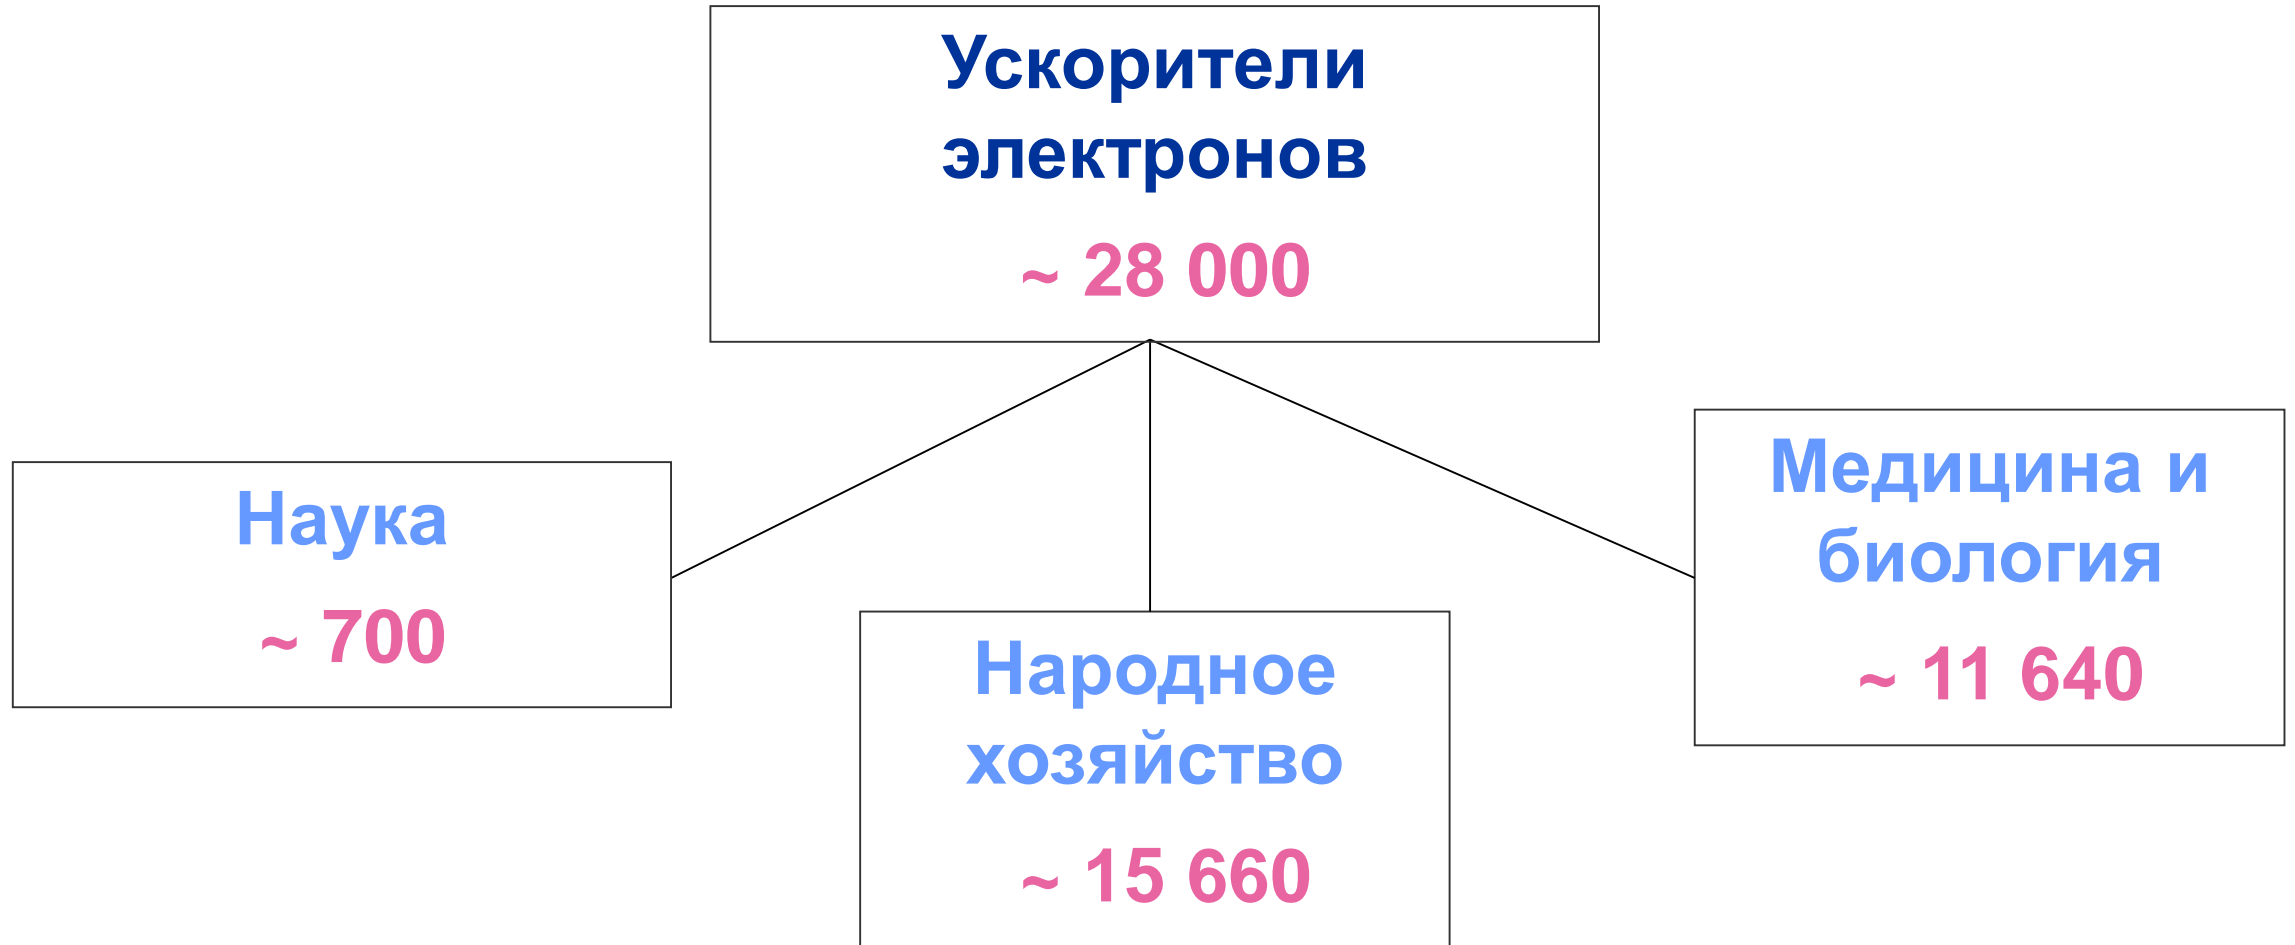 Ускорители
электронов
~ 28 000
Наука
~ 700
Народное
хозяйство
~ 15 660
Медицина и
биология
~ 11 640